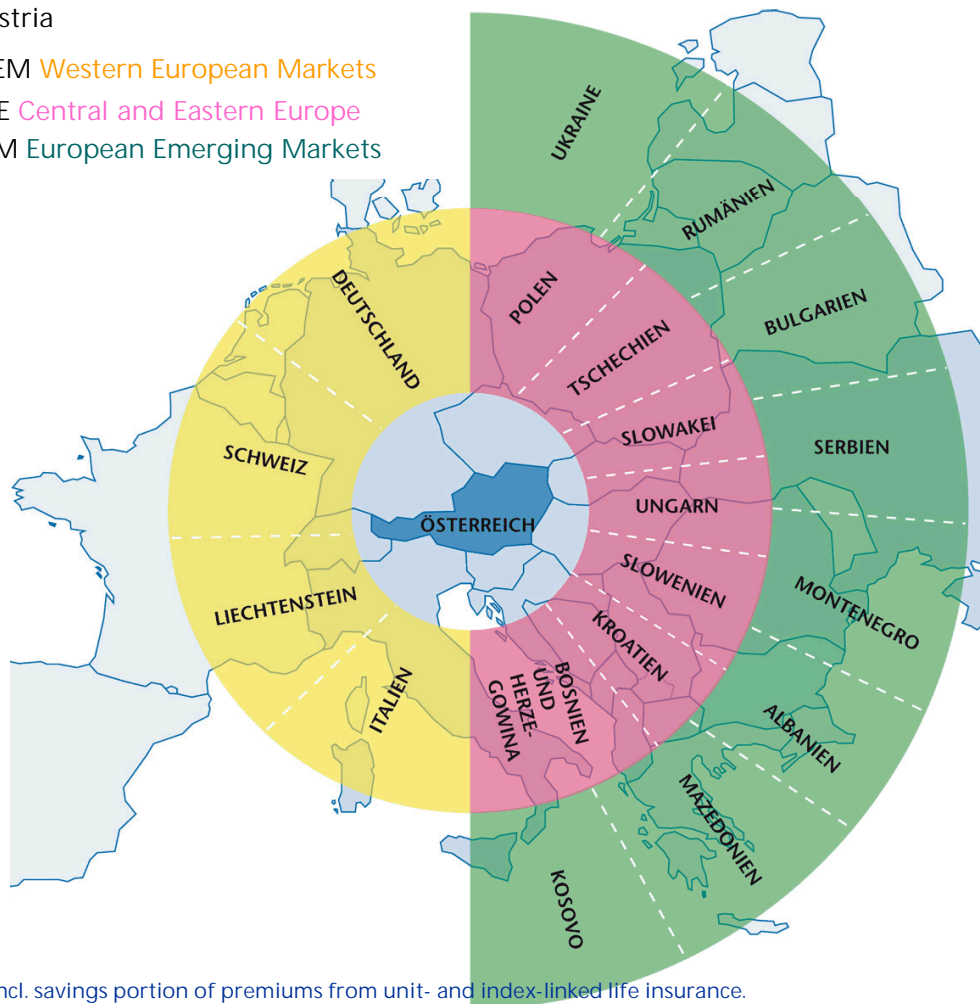 stria
EM Western European Markets
E Central and Eastern Europe
M European Emerging Markets
UKRAINE
RUMÄNIEN
BULGARIEN
SERBIEN
MONTENEGRO
ALBANIEN
MAZEDONIEN
KOSOVO
POLEN
TSCHECHIEN
SLOWAKEI
UNGARN
SLOWENIEN
KROATIEN
BOSNIEN
UND
HERZE-
GOWINA
DEUTSCHLAND
SCHWEIZ
LIECHTENSTEIN
ITALIEN
ÖSTERREICH
ncl. savings portion of premiums from unit- and index-linked life insurance.